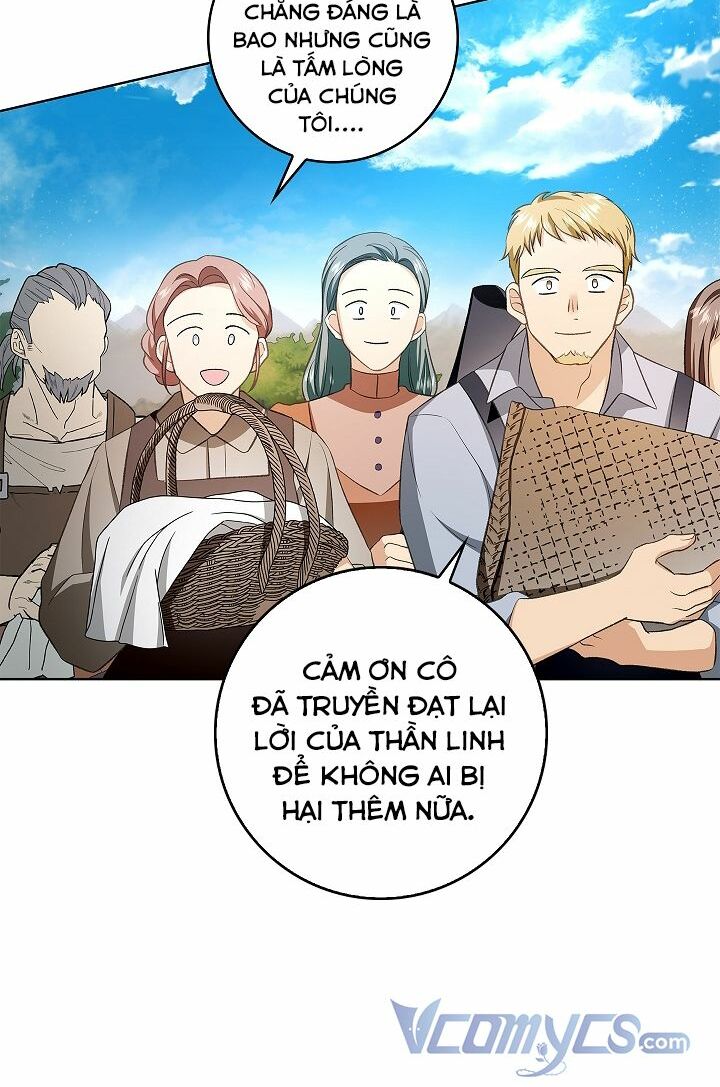 CHẲNG ĐÁNG LÀ
BAO NHƯNG CŨNG
LÀ TẤM LÒNG
CỦA CHÚNG
TÔI....
CẢM ƠN CÔ
ĐÃ TRUYỀN ĐẠT LẠI
LỜI CỦA THẦN LINH
ĐỂ KHÔNG AI BỊ
HẠI THÊM NỮA.
VCOMYCS.com